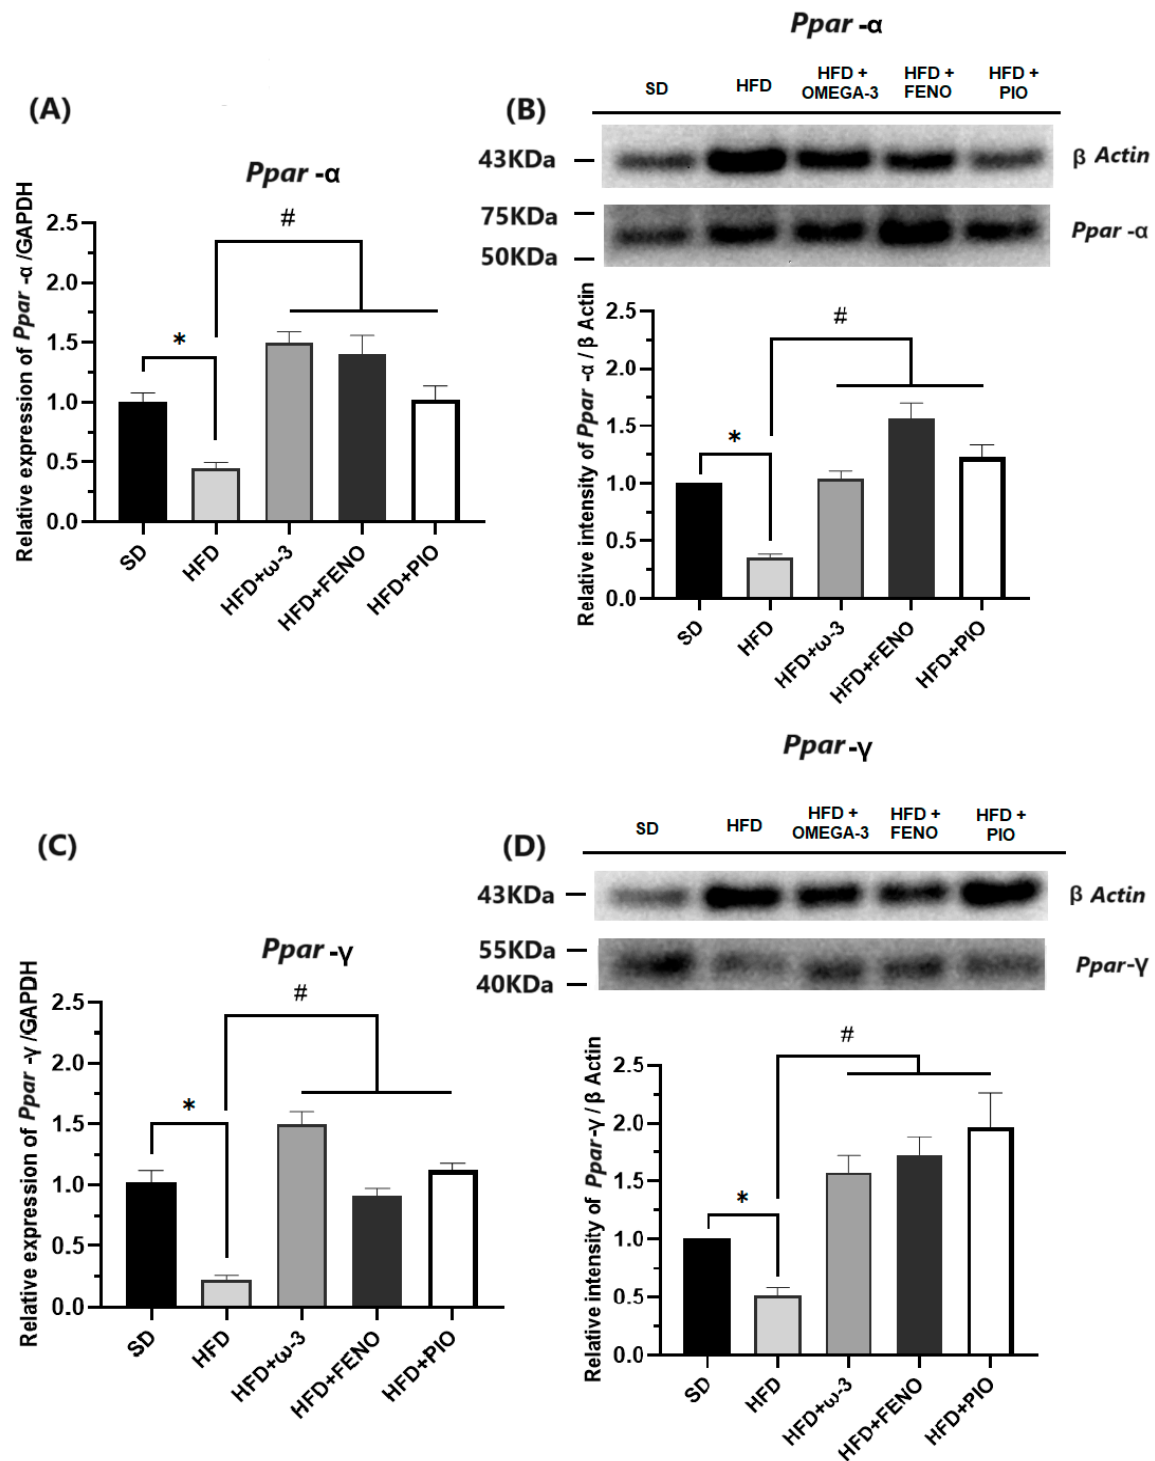 (A)
Ppar -α
Relative expression of Ppar -α /GAPDH
2.5
2.0
1.5
1.0
0.5
0.0
#
*
SD
HFD
HFD+ω-3
HFD+FENO
HFD+PIO
(B)
Ppar -α
SD
HFD
HFD +
OMEGA-3
HFD +
FENO
HFD +
PIO
43KDa
β Actin
75KDa
50KDa
Ppar -α
Relative intensity of Ppar -α / β Actin
2.5
2.0
1.5
1.0
0.5
0.0
#
*
SD
HFD
HFD+ω-3
HFD+FENO
HFD+PIO
(C)
Ppar -γ
Relative expression of Ppar -γ /GAPDH
2.5
2.0
1.5
1.0
0.5
0.0
#
*
SD
HFD
HFD+ω-3
HFD+FENO
HFD+PIO
(D)
Ppar -γ
SD
HFD
HFD +
OMEGA-3
HFD +
FENO
HFD +
PIO
43KDa
β Actin
55KDa
40KDa
Ppar-γ
Relative intensity of Ppar-γ / β Actin
2.5
2.0
1.5
1.0
0.5
0.0
#
*
SD
HFD
HFD+ω-3
HFD+FENO
HFD+PIO